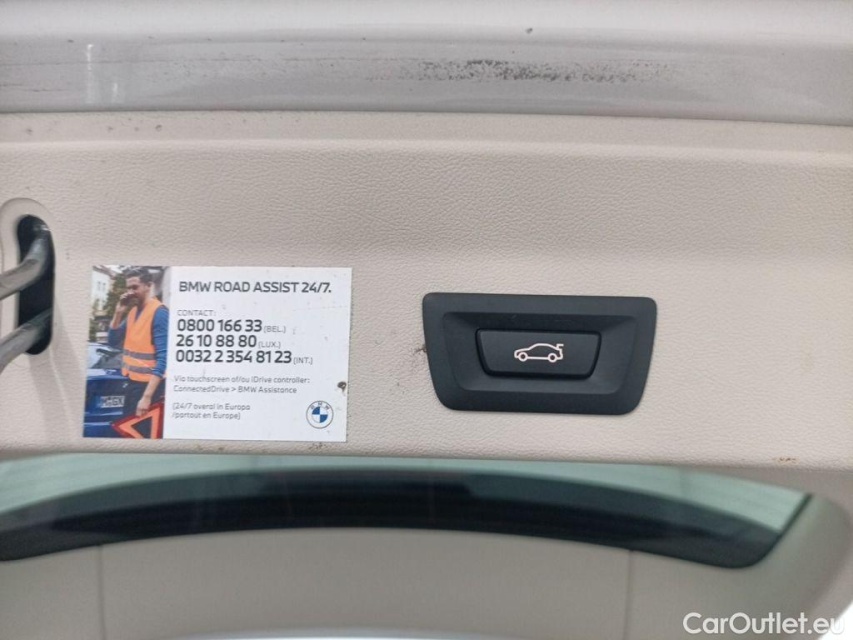 BMW ROAD ASSIST 24/7.
CONTACT:
0800 166 33 (BEL.)
26 10 88 80 (LUX.)
0032 2 354 81 23 (INT.)
Via touchscreen of/ou iDrive controller:
ConnectedDrive > BMW Assistance
(24/7 overal in Europa
/partout en Europe)
BMW
CarOutlet.eu